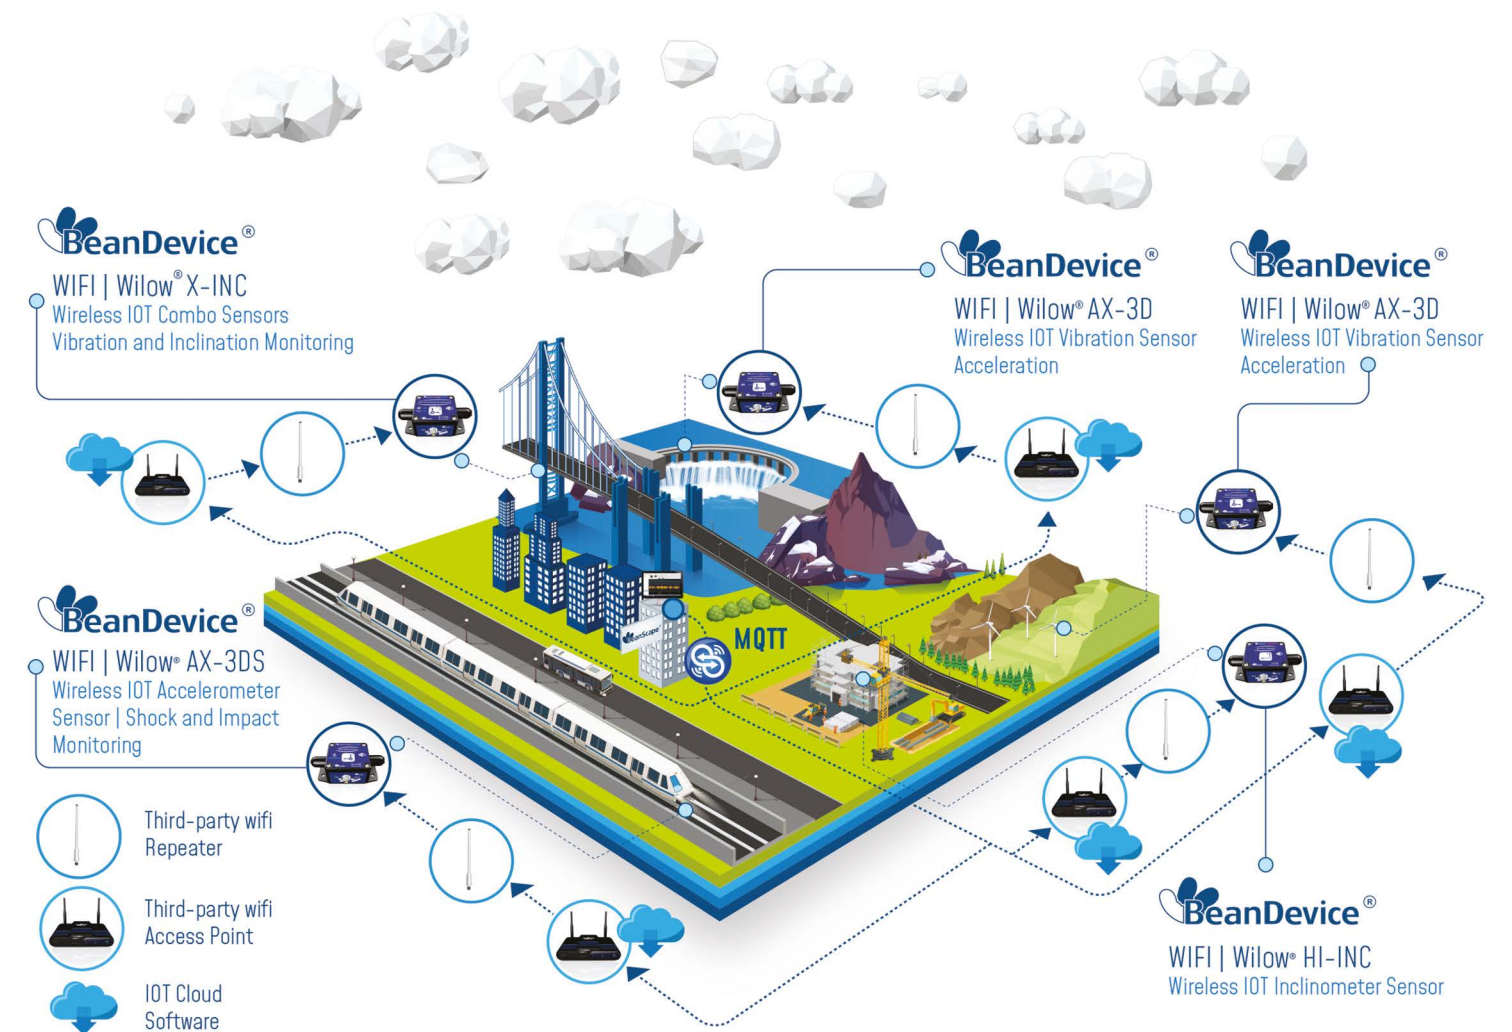 BeanDevice®
WIFI | Wilow® X-INC
Wireless IOT Combo Sensors
Vibration and Inclination Monitoring
BeanDevice®
WIFI | Wilow® AX-3D
Wireless IOT Vibration Sensor
Acceleration
BeanDevice®
WIFI | Wilow® AX-3D
Wireless IOT Vibration Sensor
Acceleration
BeanDevice®
WIFI | Wilow® AX-3DS
Wireless IOT Accelerometer
Sensor | Shock and Impact
Monitoring
BeanScape®
MQTT
Third-party wifi
Repeater
Third-party wifi
Access Point
IOT Cloud
Software
BeanDevice®
WIFI | Wilow® HI-INC
Wireless IOT Inclinometer Sensor